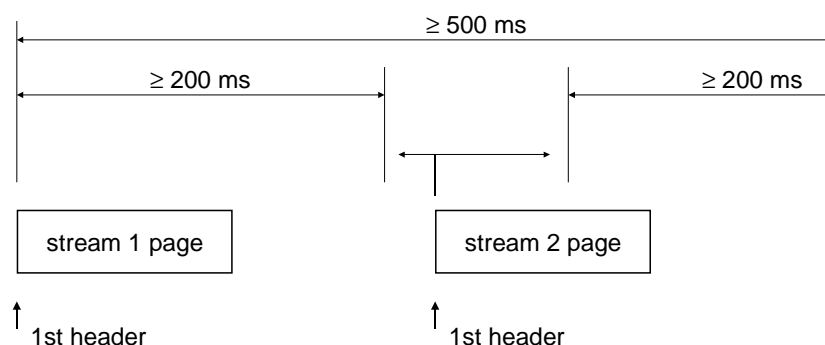 ≥ 500 ms
≥ 200 ms ≥ 200 ms
stream 1 page stream 2 page
1st header 1st header